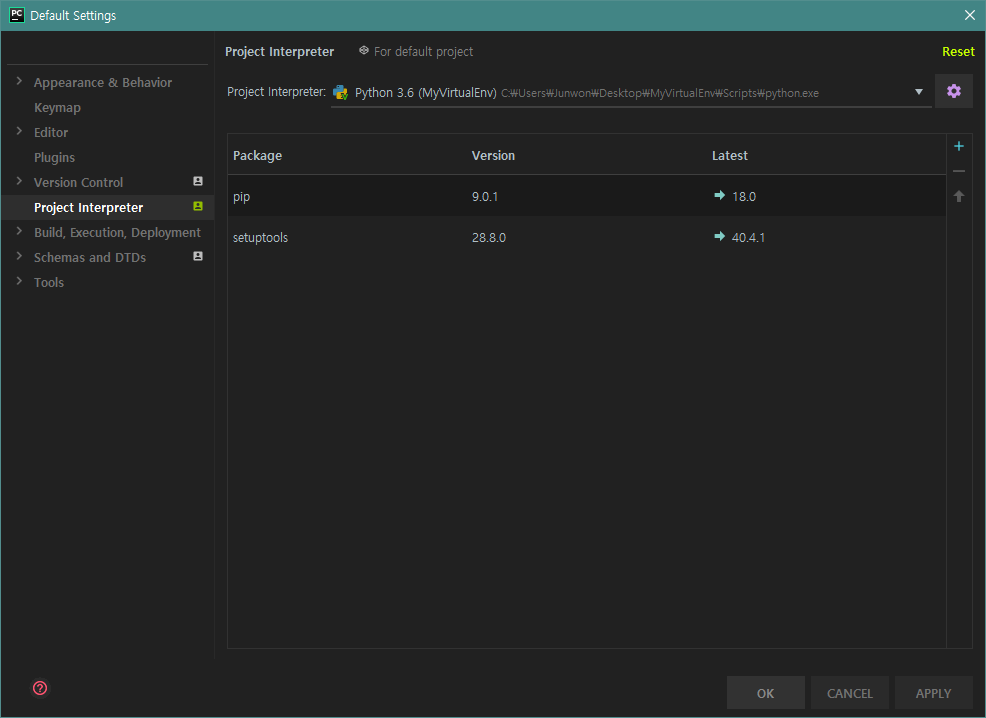 PC Default Settings
Project Interpreter For default project Reset
Project Interpreter: Python 3.6 (MyVirtualEnv) C:₩Users₩Junwon₩Desktop₩MyVirtualEnv₩Scripts₩python.exe
Appearance & Behavior
Keymap
Editor
Plugins
Version Control
Project Interpreter
Build, Execution, Deployment
Schemas and DTDs
Tools
Package Version Latest
pip 9.0.1 18.0
setuptools 28.8.0 40.4.1
OK CANCEL APPLY